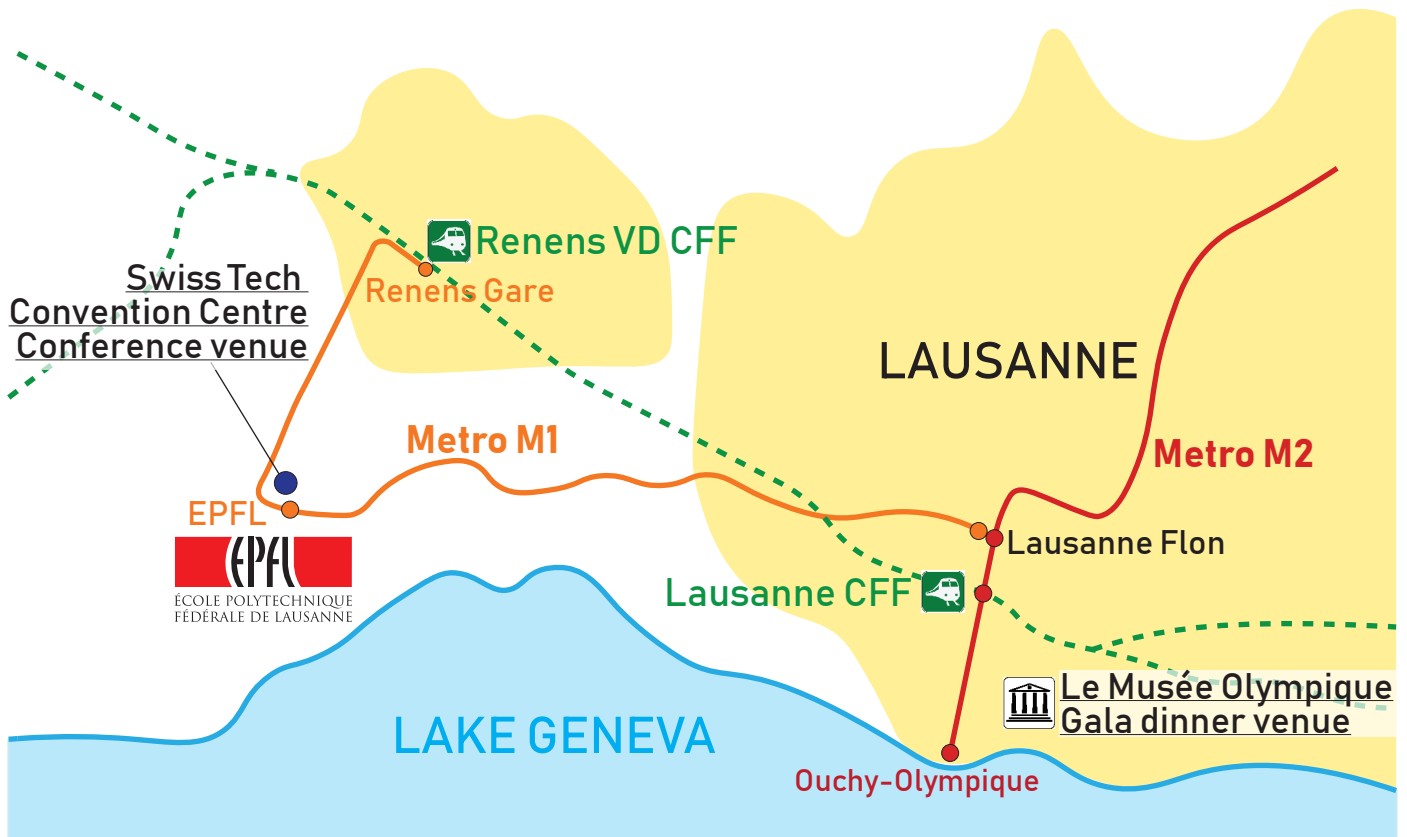 Renens VD CFF
Swiss Tech
Convention Centre
Conference venue
Renens Gare
LAUSANNE
Metro M1
Metro M2
EPFL
EPFL
ÉCOLE POLYTECHNIQUE
FÉDÉRALE DE LAUSANNE
Lausanne Flon
Lausanne CFF
Le Musée Olympique
Gala dinner venue
LAKE GENEVA
Ouchy-Olympique